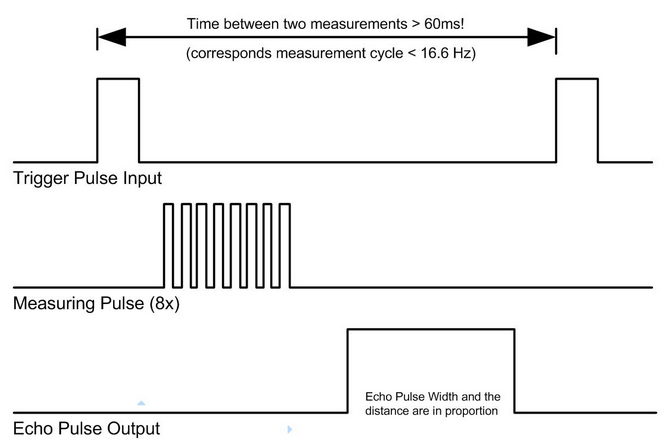 Time between two measurements > 60ms!
(corresponds measurement cycle < 16.6 Hz)
Trigger Pulse Input
Measuring Pulse (8x)
Echo Pulse Width and the
distance are in proportion
Echo Pulse Output